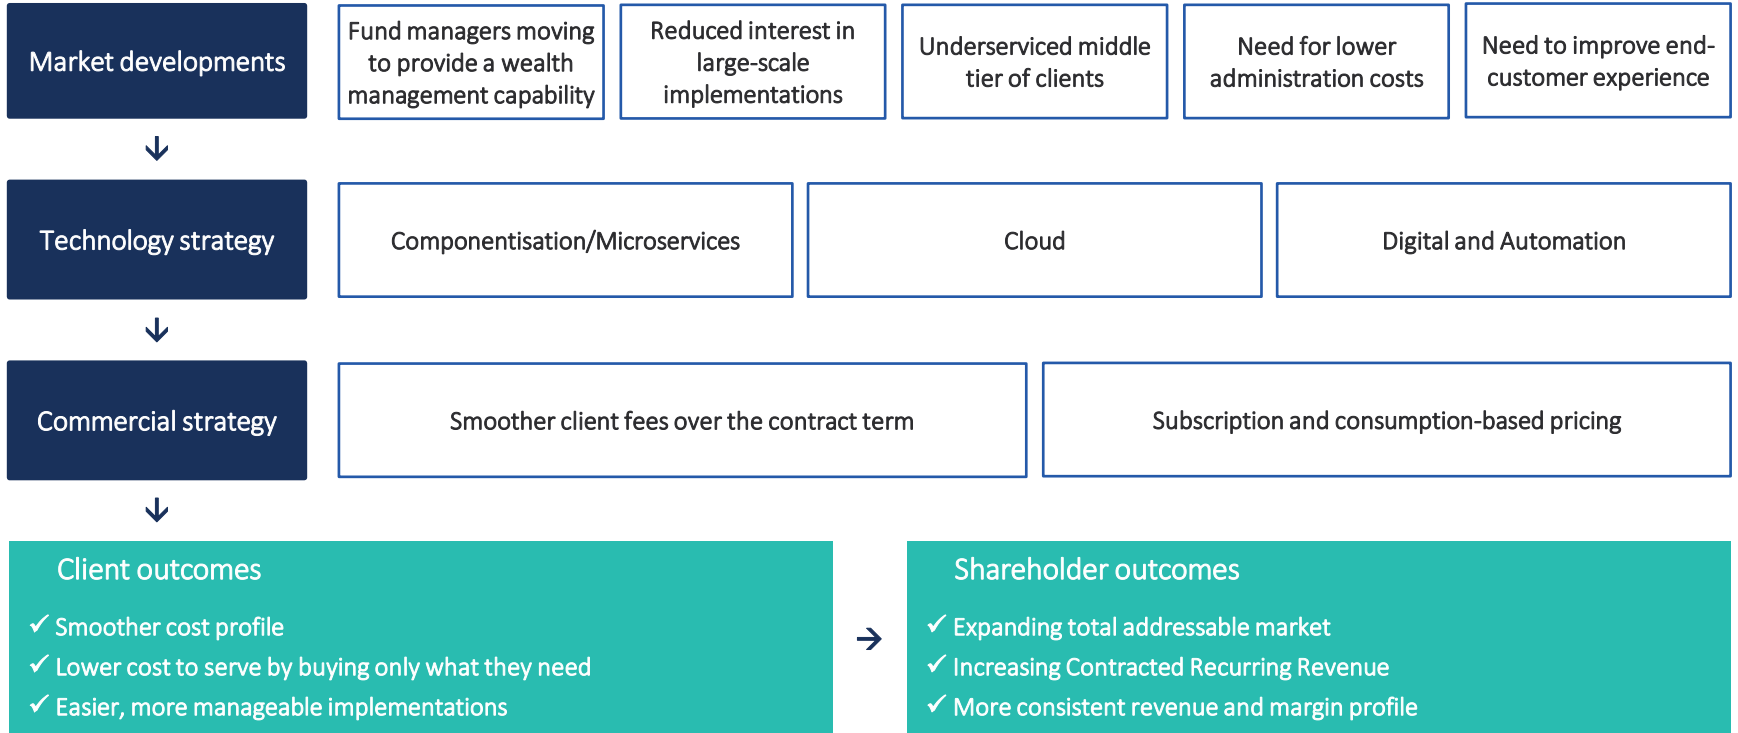 Market developments
Fund managers moving
to provide a wealth
management capability
Reduced interest in
large-scale
implementations
Underserviced middle
tier of clients
Need for lower
administration costs
Need to improve end-
customer experience
Technology strategy
Componentisation/Microservices
Cloud
Digital and Automation
Commercial strategy
Smoother client fees over the contract term
Subscription and consumption-based pricing
Client outcomes
✓ Smoother cost profile
✓ Lower cost to serve by buying only what they need
✓ Easier, more manageable implementations
Shareholder outcomes
✓ Expanding total addressable market
✓ Increasing Contracted Recurring Revenue
✓ More consistent revenue and margin profile